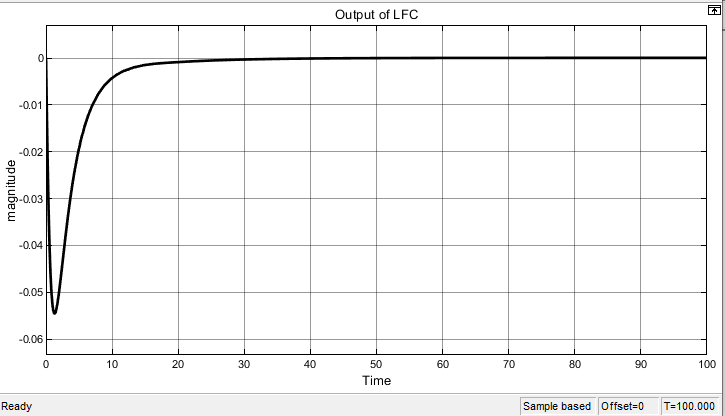 Output of LFC
magnitude
0
-0.01
-0.02
-0.03
-0.04
-0.05
-0.06
0 10 20 30 40 50 60 70 80 90 100
Time
Ready
Sample based Offset=0 T=100.000